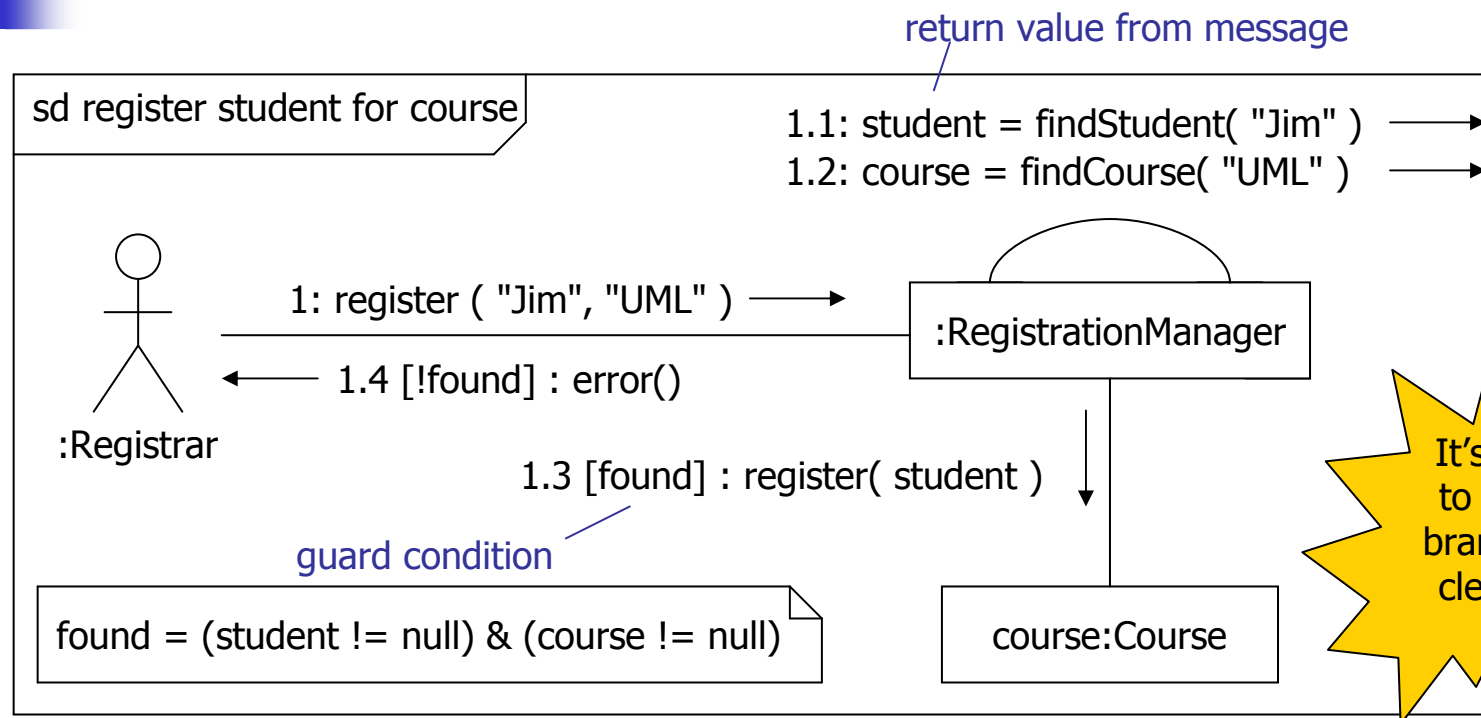 return value from message
sd register student for course
1.1: student = findStudent( "Jim" )
1.2: course = findCourse( "UML" )
1: register ( "Jim", "UML" )
:RegistrationManager
1.4 [!found] : error()
:Registrar
1.3 [found] : register( student )
guard condition
found = (student != null) & (course != null)
course:Course
It's
to